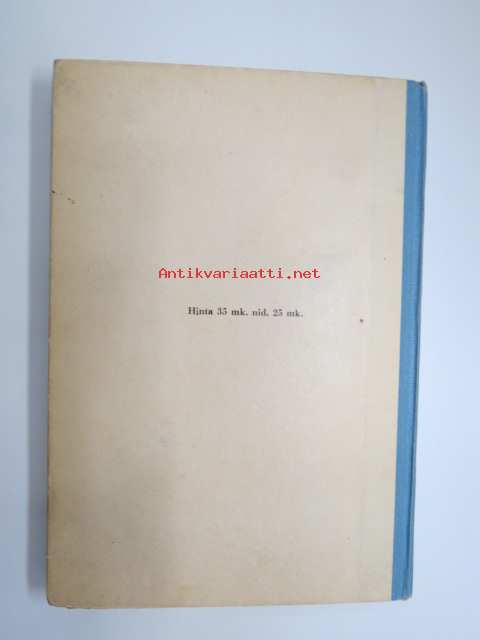 Antikvariaatti.net
Hinta 35 mk. nid. 25 mk.